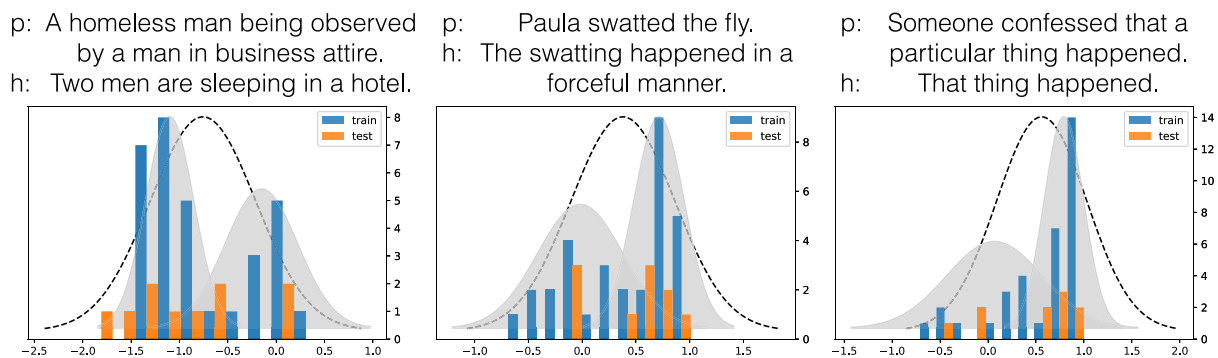 p: A homeless man being observed
by a man in business attire.
h: Two men are sleeping in a hotel.
train
test
8
7
6
5
4
3
2
1
0
-2.5 -2.0 -1.5 -1.0 -0.5 0.0 0.5 1.0
p: Paula swatted the fly.
h: The swatting happened in a
forceful manner.
train
test
8
6
4
2
0
-1.0 -0.5 0.0 0.5 1.0 1.5
p: Someone confessed that a
particular thing happened.
h: That thing happened.
train
test
14
12
10
8
6
4
2
0
-1.5 -1.0 -0.5 0.0 0.5 1.0 1.5 2.0